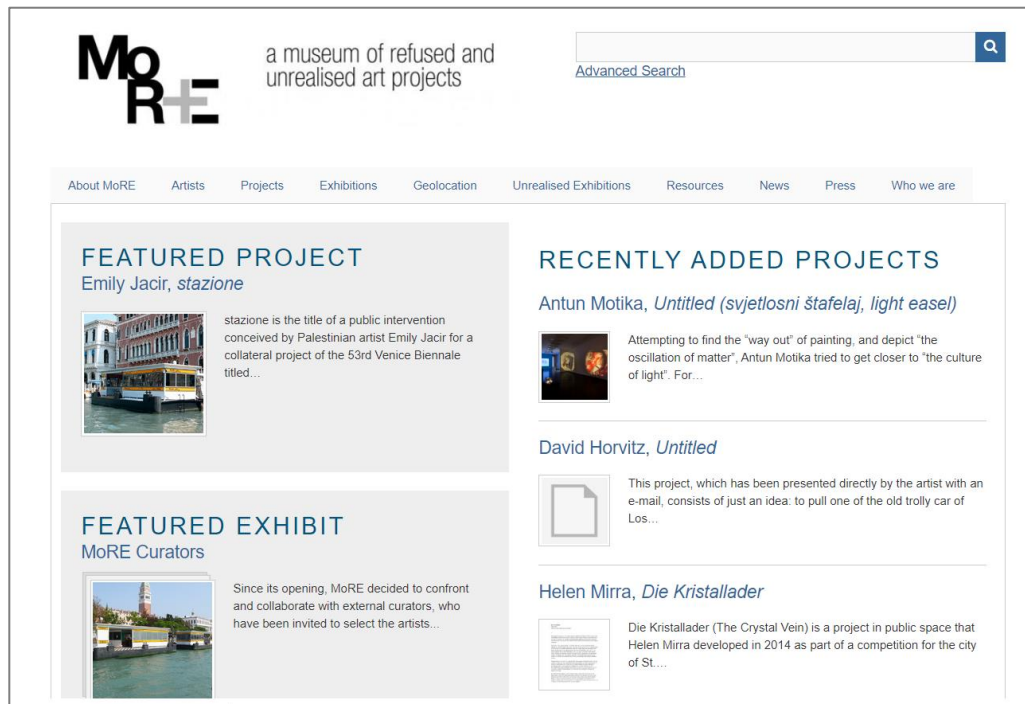 MoR+E
a museum of refused and
unrealised art projects
Advanced Search
About MoRE Artists Projects Exhibitions Geolocation Unrealised Exhibitions Resources News Press Who we are
FEATURED PROJECT
Emily Jacir, stazione
stazione is the title of a public intervention
conceived by Palestinian artist Emily Jacir for a
collateral project of the 53rd Venice Biennale
titled…
FEATURED EXHIBIT
MoRE Curators
Since its opening, MoRE decided to confront
and collaborate with external curators, who
have been invited to select the artists...
RECENTLY ADDED PROJECTS
Antun Motika, Untitled (svjetlosni štafelaj, light easel)
Attempting to find the “way out” of painting, and depict “the
oscillation of matter”, Antun Motika tried to get closer to “the culture
of light”. For…
David Horvitz, Untitled
This project, which has been presented directly by the artist with an
e-mail, consists of just an idea: to pull one of the old trolly car of
Los…
Helen Mirra, Die Kristallader
Die Kristallader (The Crystal Vein) is a project in public space that
Helen Mirra developed in 2014 as part of a competition for the city
of St.…